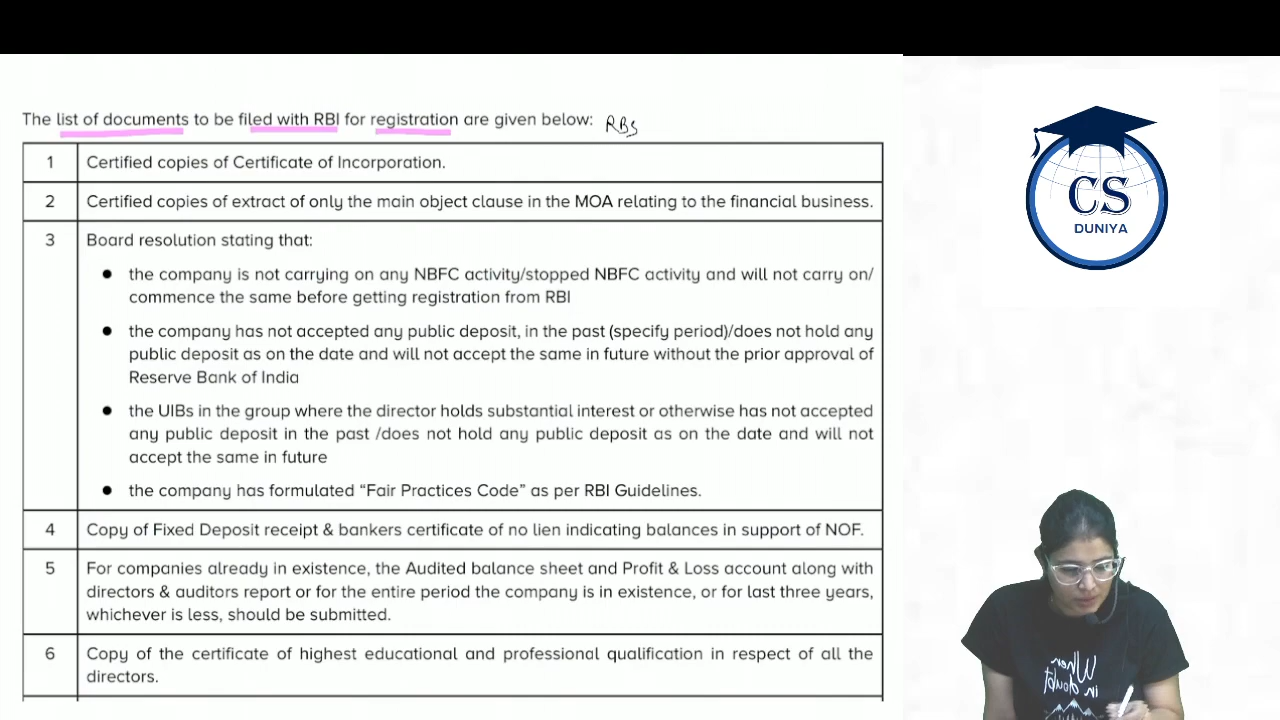 The list of documents to be filed with RBI for registration are given below: RBs
1 Certified copies of Certificate of Incorporation.
2 Certified copies of extract of only the main object clause in the MOA relating to the financial business.
3 Board resolution stating that:
● the company is not carrying on any NBFC activity/stopped NBFC activity and will not carry on/
commence the same before getting registration from RBI
● the company has not accepted any public deposit, in the past (specify period)/does not hold any
public deposit as on the date and will not accept the same in future without the prior approval of
Reserve Bank of India
● the UIBs in the group where the director holds substantial interest or otherwise has not accepted
any public deposit in the past /does not hold any public deposit as on the date and will not
accept the same in future
● the company has formulated “Fair Practices Code” as per RBI Guidelines.
4 Copy of Fixed Deposit receipt & bankers certificate of no lien indicating balances in support of NOF.
5 For companies already in existence, the Audited balance sheet and Profit & Loss account along with
directors & auditors report or for the entire period the company is in existence, or for last three years,
whichever is less, should be submitted.
6 Copy of the certificate of highest educational and professional qualification in respect of all the
directors.
CS
DUNIYA
When
in doubt